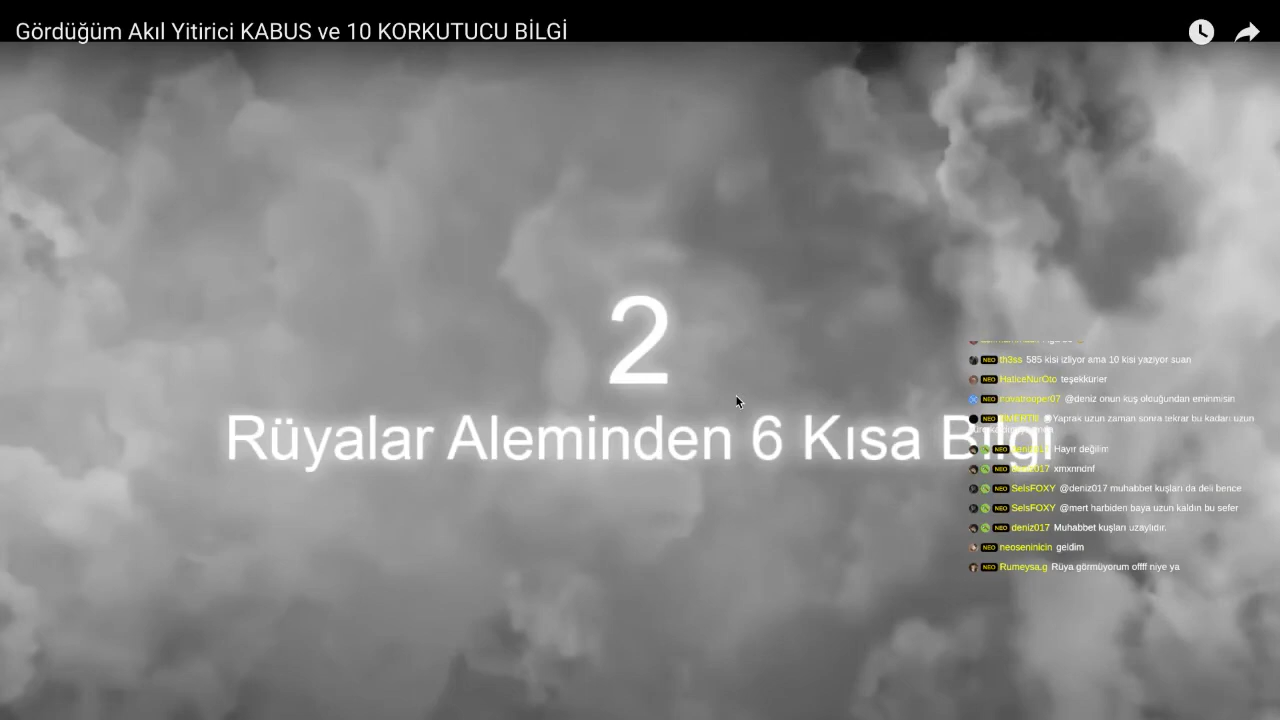 Gördüğüm Akıl Yitirici KABUS ve 10 KORKUTUCU BİLGİ
2
Rüyalar Aleminden 6 Kısa Bilgi
NEO th3ss 585 kisi izliyor ama 10 kisi yaziyor suan
NEO HaticeNurOto teşekkürler
NEO novatrooper07 @deniz onun kuş olduğundan eminmisin
NEO Yaprak uzun zaman sonra tekrar bu kadarı uzun
NEO Hayır değilim
NEO xmxnndnf
NEO SelsFOXY @deniz017 muhabbet kuşları da deli bence
NEO SelsFOXY @mert harbiden baya uzun kaldın bu sefer
NEO deniz017 Muhabbet kuşları uzaylıdır.
NEO neoseninicin geldim
NEO Rumeysa.g Rüya görmüyorum offff niye ya